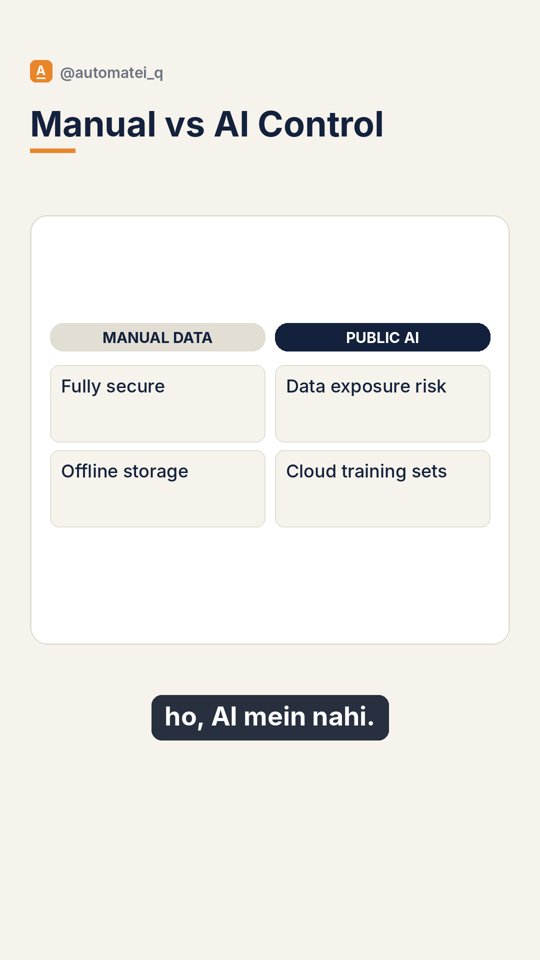 A
@automatei_q
Manual vs AI Control
MANUAL DATA
PUBLIC AI
Fully secure
Data exposure risk
Offline storage
Cloud training sets
ho, AI mein nahi.